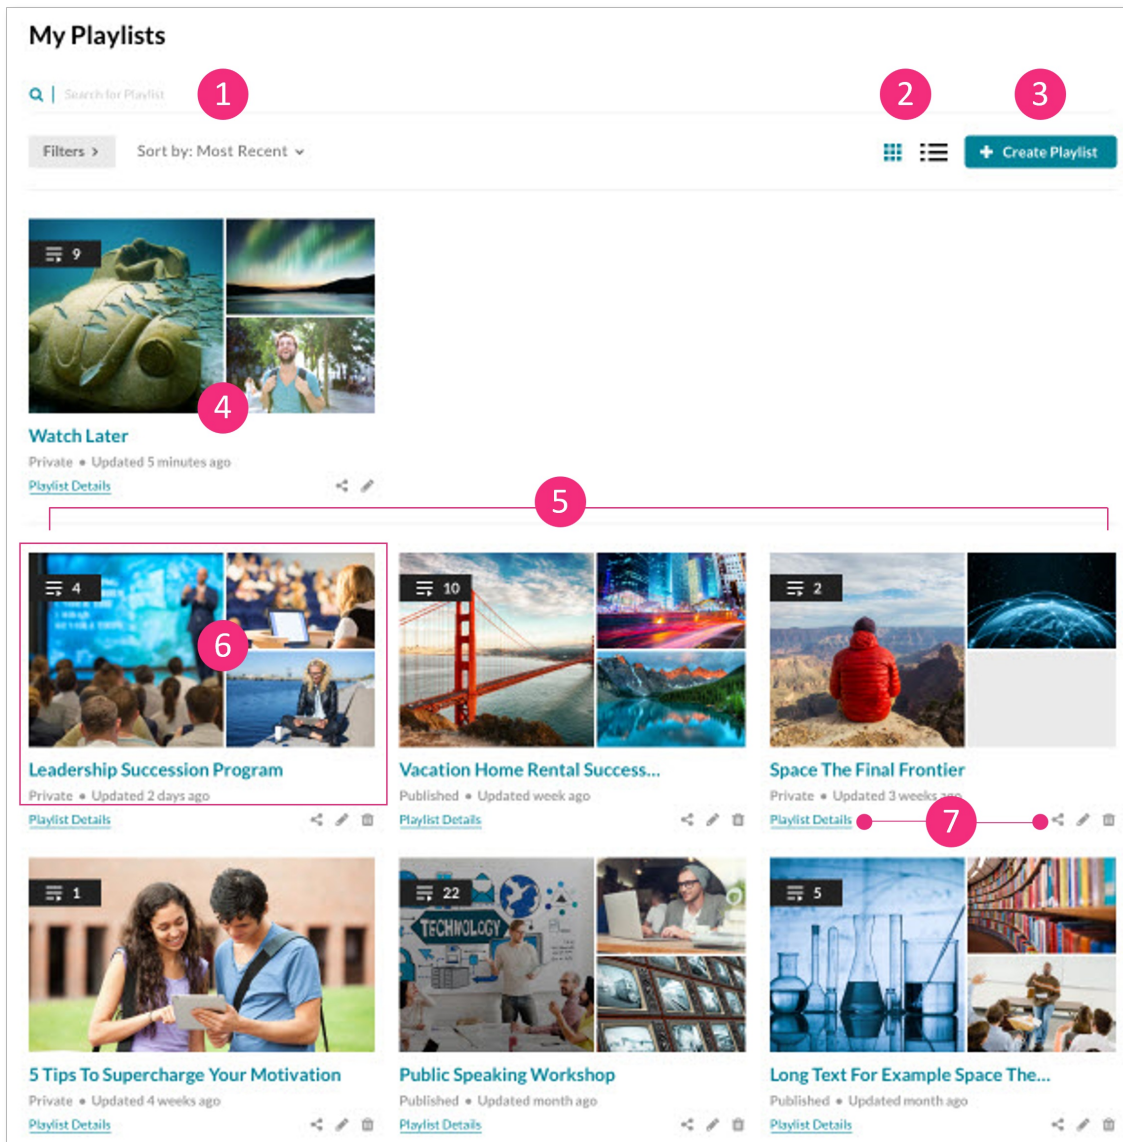 My Playlists
Search for Playlist
1
2
3
Filters >
Sort by: Most Recent
+ Create Playlist
9
4
Watch Later
Private • Updated 5 minutes ago
Playlist Details
5
4
10
2
6
Leadership Succession Program
Vacation Home Rental Success...
Space The Final Frontier
Private • Updated 2 days ago
Published • Updated week ago
Private • Updated 3 weeks ago
Playlist Details
Playlist Details
Playlist Details
7
1
22
5
TECHNOLOGY
5 Tips To Supercharge Your Motivation
Public Speaking Workshop
Long Text For Example Space The...
Private • Updated 4 weeks ago
Published • Updated month ago
Published • Updated month ago
Playlist Details
Playlist Details
Playlist Details